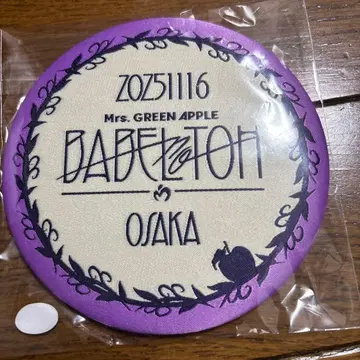 20251116
Mrs. GREEN APPLE
BABEL no TOH
OSAKA